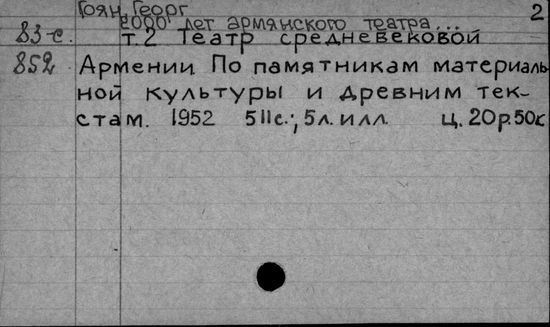 Гоян, Георг 2
2000 лет армянского театра...
83-с. т.2 Театр средневековой
852 Армении. По памятникам материаль-
ной культуры и древним тек-
стам. 1952 511с.; 5л. илл. ц. 20р.50к